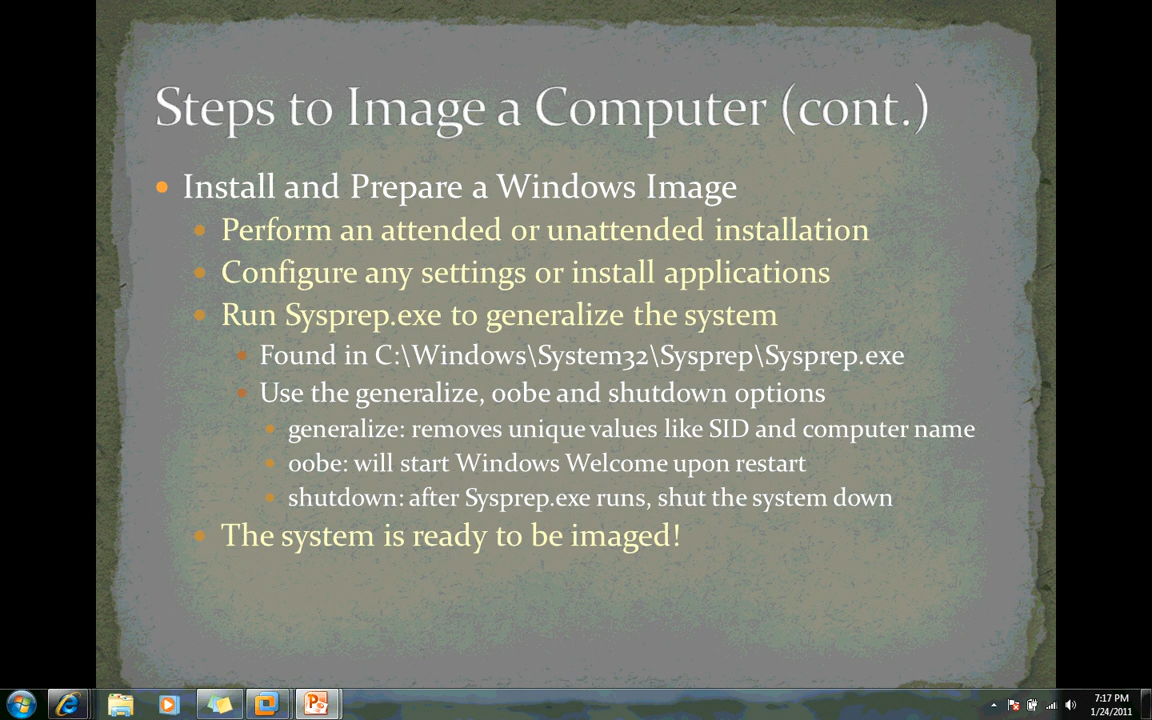 Steps to Image a Computer (cont.)
Install and Prepare a Windows Image
Perform an attended or unattended installation
Configure any settings or install applications
Run Sysprep.exe to generalize the system
Found in C:\Windows\System32\Sysprep\Sysprep.exe
Use the generalize, oobe and shutdown options
generalize: removes unique values like SID and computer name
oobe: will start Windows Welcome upon restart
shutdown: after Sysprep.exe runs, shut the system down
The system is ready to be imaged!
7:17 PM
1/24/2011